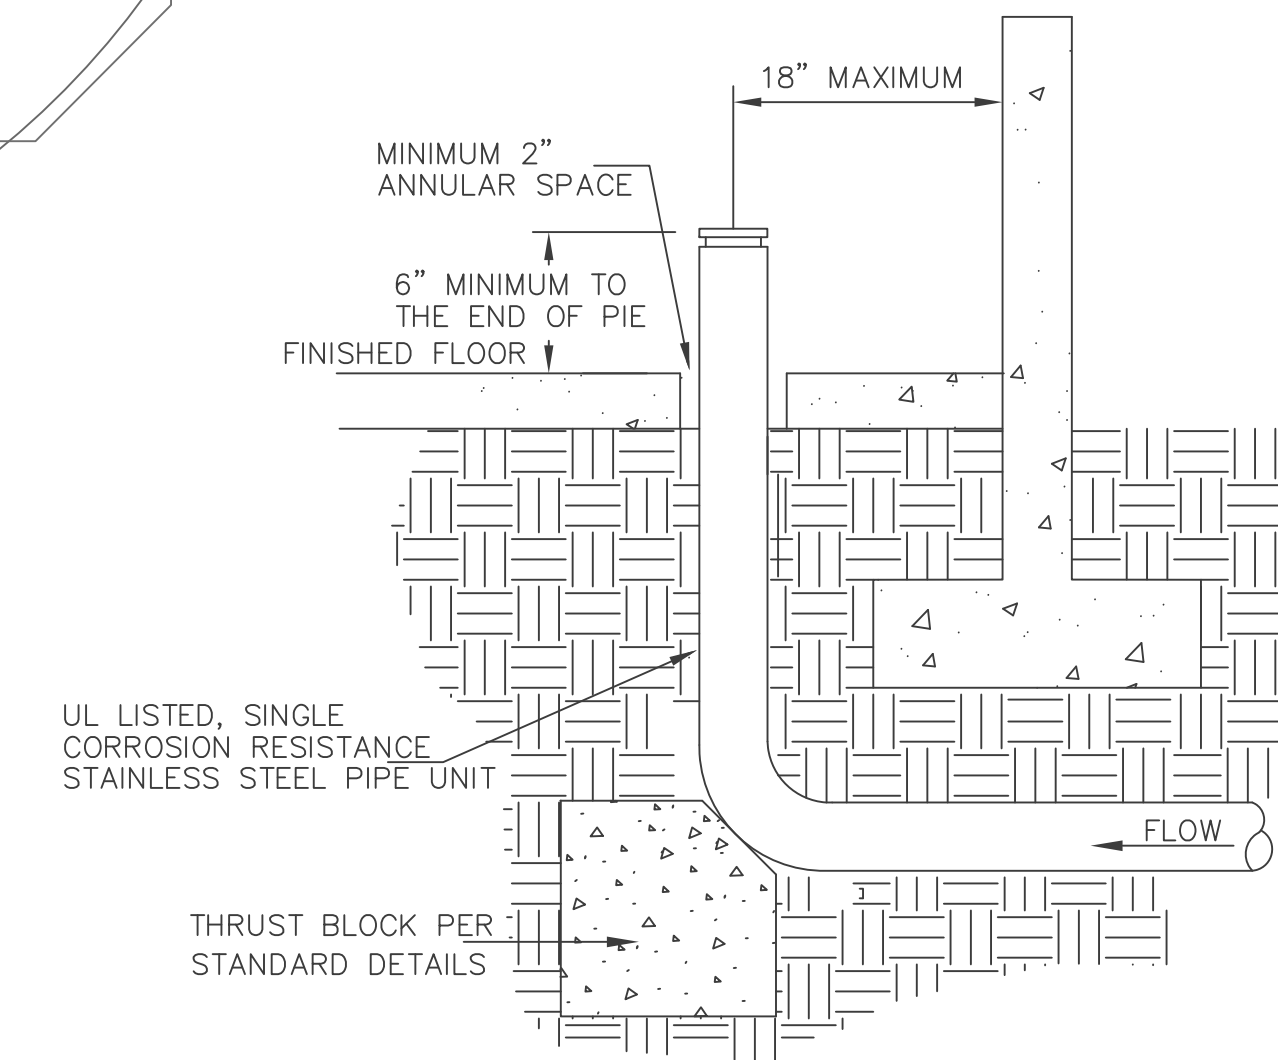 18” MAXIMUM
MINIMUM 2”
ANNULAR SPACE
6” MINIMUM TO
THE END OF PIE
FINISHED FLOOR
UL LISTED, SINGLE
CORROSION RESISTANCE
STAINLESS STEEL PIPE UNIT
FLOW
THRUST BLOCK PER
STANDARD DETAILS